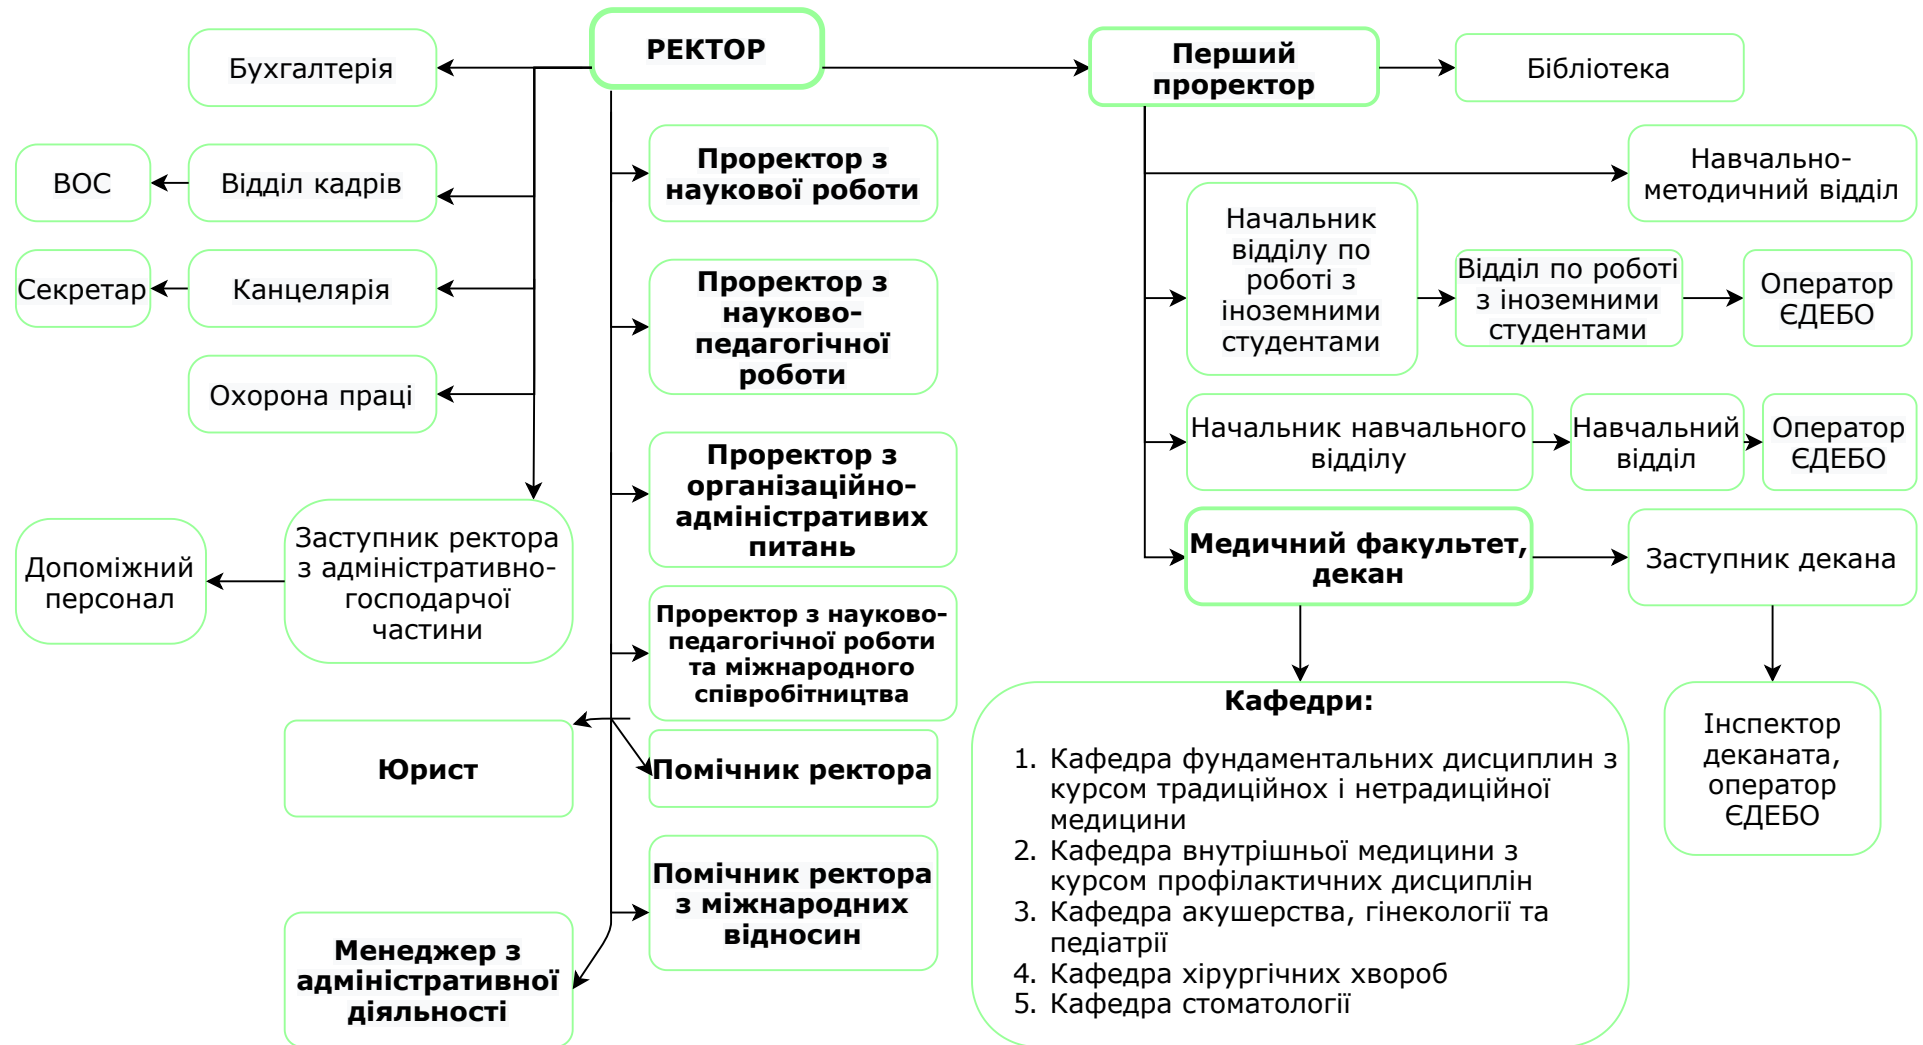 РЕКТОР
Перший
проректор
Бібліотека
Бухгалтерія
Відділ кадрів
ВОС
Канцелярія
Секретар
Охорона праці
Заступник ректора
з адміністративно-
господарчої
частини
Допоміжний
персонал
Проректор з
наукової роботи
Проректор з
науково-
педагогічної
роботи
Проректор з
організаційно-
адміністративих
питань
Проректор з науково-
педагогічної роботи
та міжнародного
співробітництва
Юрист
Помічник ректора
Помічник ректора
з міжнародних
відносин
Менеджер з
адміністративної
діяльності
Навчально-
методичний відділ
Начальник
відділу по
роботі з
іноземними
студентами
Відділ по роботі
з іноземними
студентами
Оператор
ЄДЕБО
Начальник навчального
відділу
Навчальний
відділ
Оператор
ЄДЕБО
Медичний факультет,
декан
Заступник декана
Інспектор
деканата,
оператор
ЄДЕБО
Кафедри:
1. Кафедра фундаментальних дисциплин з
курсом традиційнох і нетрадиційної
медицини
2. Кафедра внутрішньої медицини з
курсом профілактичних дисциплін
3. Кафедра акушерства, гінекології та
педіатрії
4. Кафедра хірургічних хвороб
5. Кафедра стоматології